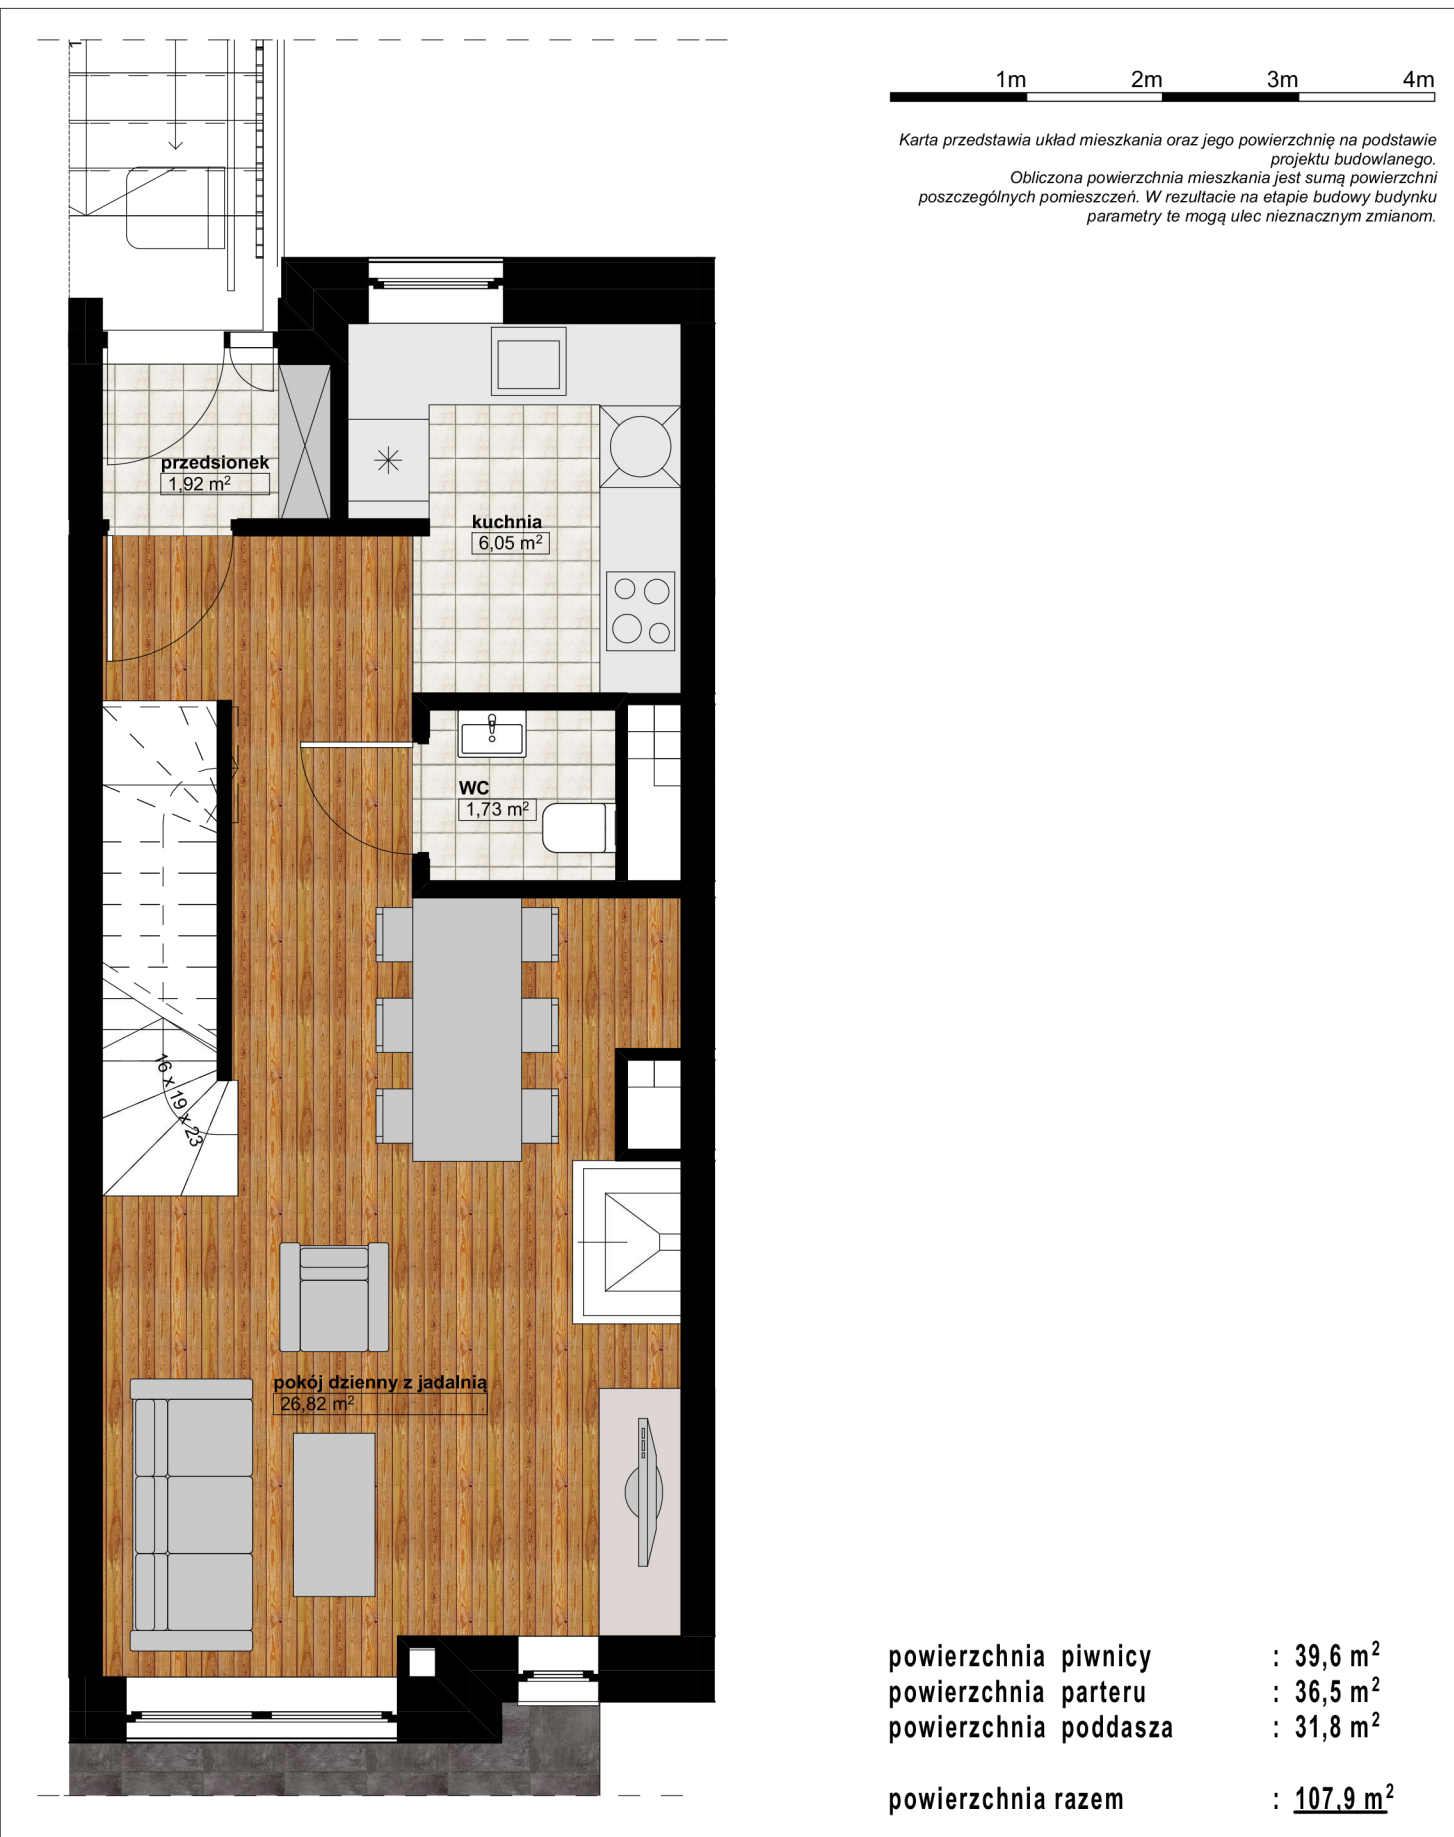 1m 2m 3m 4m
Karta przedstawia układ mieszkania oraz jego powierzchnię na podstawie
projektu budowlanego.
Obliczona powierzchnia mieszkania jest sumą powierzchni
poszczególnych pomieszczeń. W rezultacie na etapie budowy budynku
parametry te mogą ulec nieznacznym zmianom.
1
przedsionek
1,92 m²
kuchnia
6,05 m²
WC
1,73 m²
16 x 19 x 23
pokój dzienny z jadalnią
26,82 m²
powierzchnia piwnicy : 39,6 m²
powierzchnia parteru : 36,5 m²
powierzchnia poddasza : 31,8 m²
powierzchnia razem : 107,9 m²